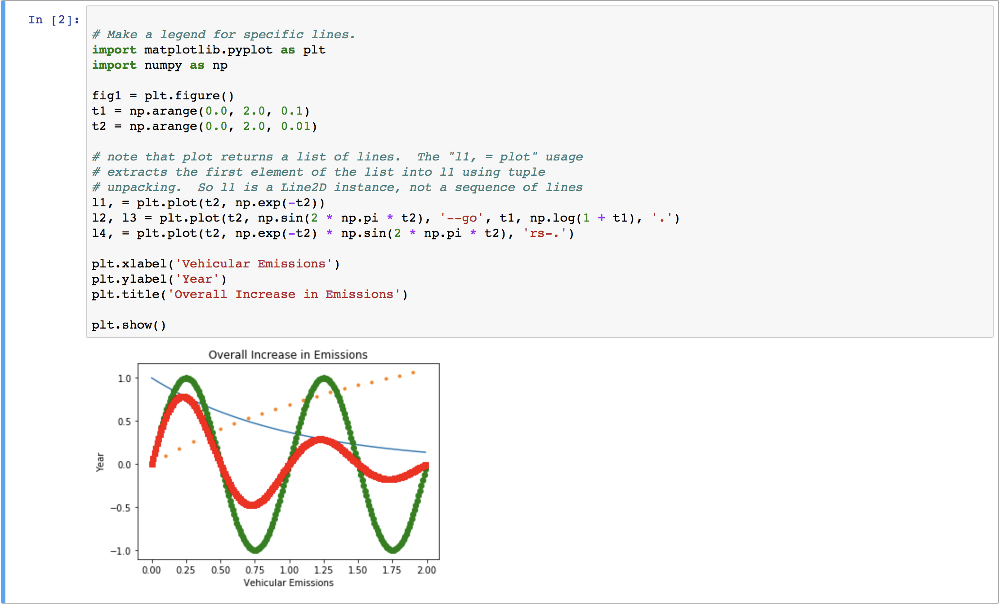 In [2]:
# Make a legend for specific lines.
import matplotlib.pyplot as plt
import numpy as np
fig1 = plt.figure()
t1 = np.arange(0.0, 2.0, 0.1)
t2 = np.arange(0.0, 2.0, 0.01)
# note that plot returns a list of lines.  The "l1, = plot" usage
# extracts the first element of the list into l1 using tuple
# unpacking.  So l1 is a Line2D instance, not a sequence of lines
l1, = plt.plot(t2, np.exp(-t2))
l2, l3 = plt.plot(t2, np.sin(2 * np.pi * t2), '--go', t1, np.log(1 + t1), '.')
l4, = plt.plot(t2, np.exp(-t2) * np.sin(2 * np.pi * t2), 'rs-.')
plt.xlabel('Vehicular Emissions')
plt.ylabel('Year')
plt.title('Overall Increase in Emissions')
plt.show()
Overall Increase in Emissions
1.0
0.5
0.0
−0.5
−1.0
Year
0.00 0.25 0.50 0.75 1.00 1.25 1.50 1.75 2.00
Vehicular Emissions